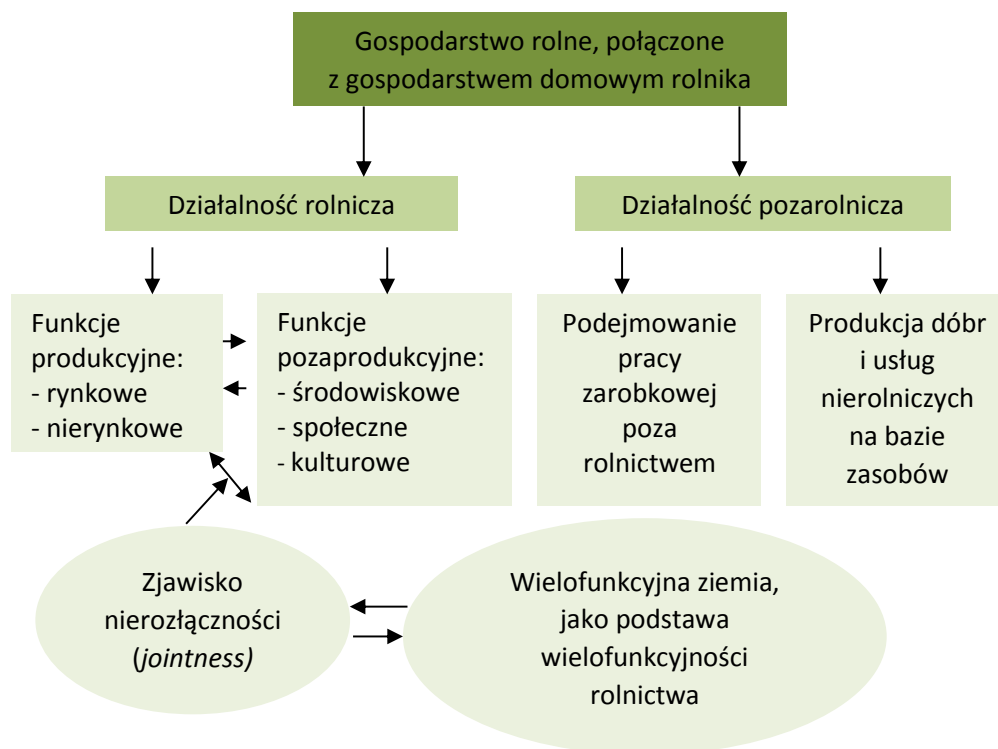 Gospodarstwo rolne, połączone
z gospodarstwem domowym rolnika
Działalność rolnicza
Działalność pozarolnicza
Funkcje
produkcyjne:
- rynkowe
- nierynkowe
Funkcje
pozaprodukcyjne:
- środowiskowe
- społeczne
- kulturowe
Podejmowanie
pracy
zarobkowej
poza
rolnictwem
Produkcja dóbr
i usług
nierolniczych
na bazie
zasobów
Zjawisko
nierozłączności
(jointness)
Wielofunkcyjna ziemia,
jako podstawa
wielofunkcyjności
rolnictwa